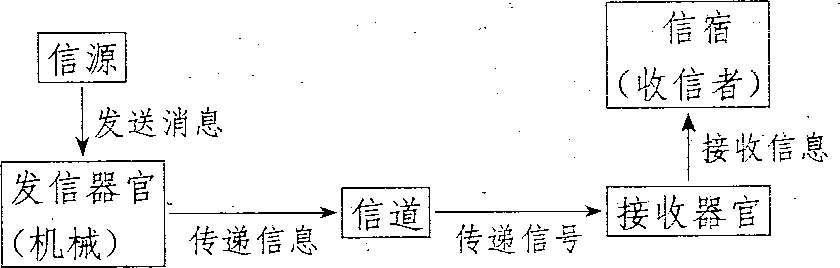 信源
发送消息
发信器官
(机械)
传递信息
信道
传递信号
接收器官
接收信息
信宿
(收信者)